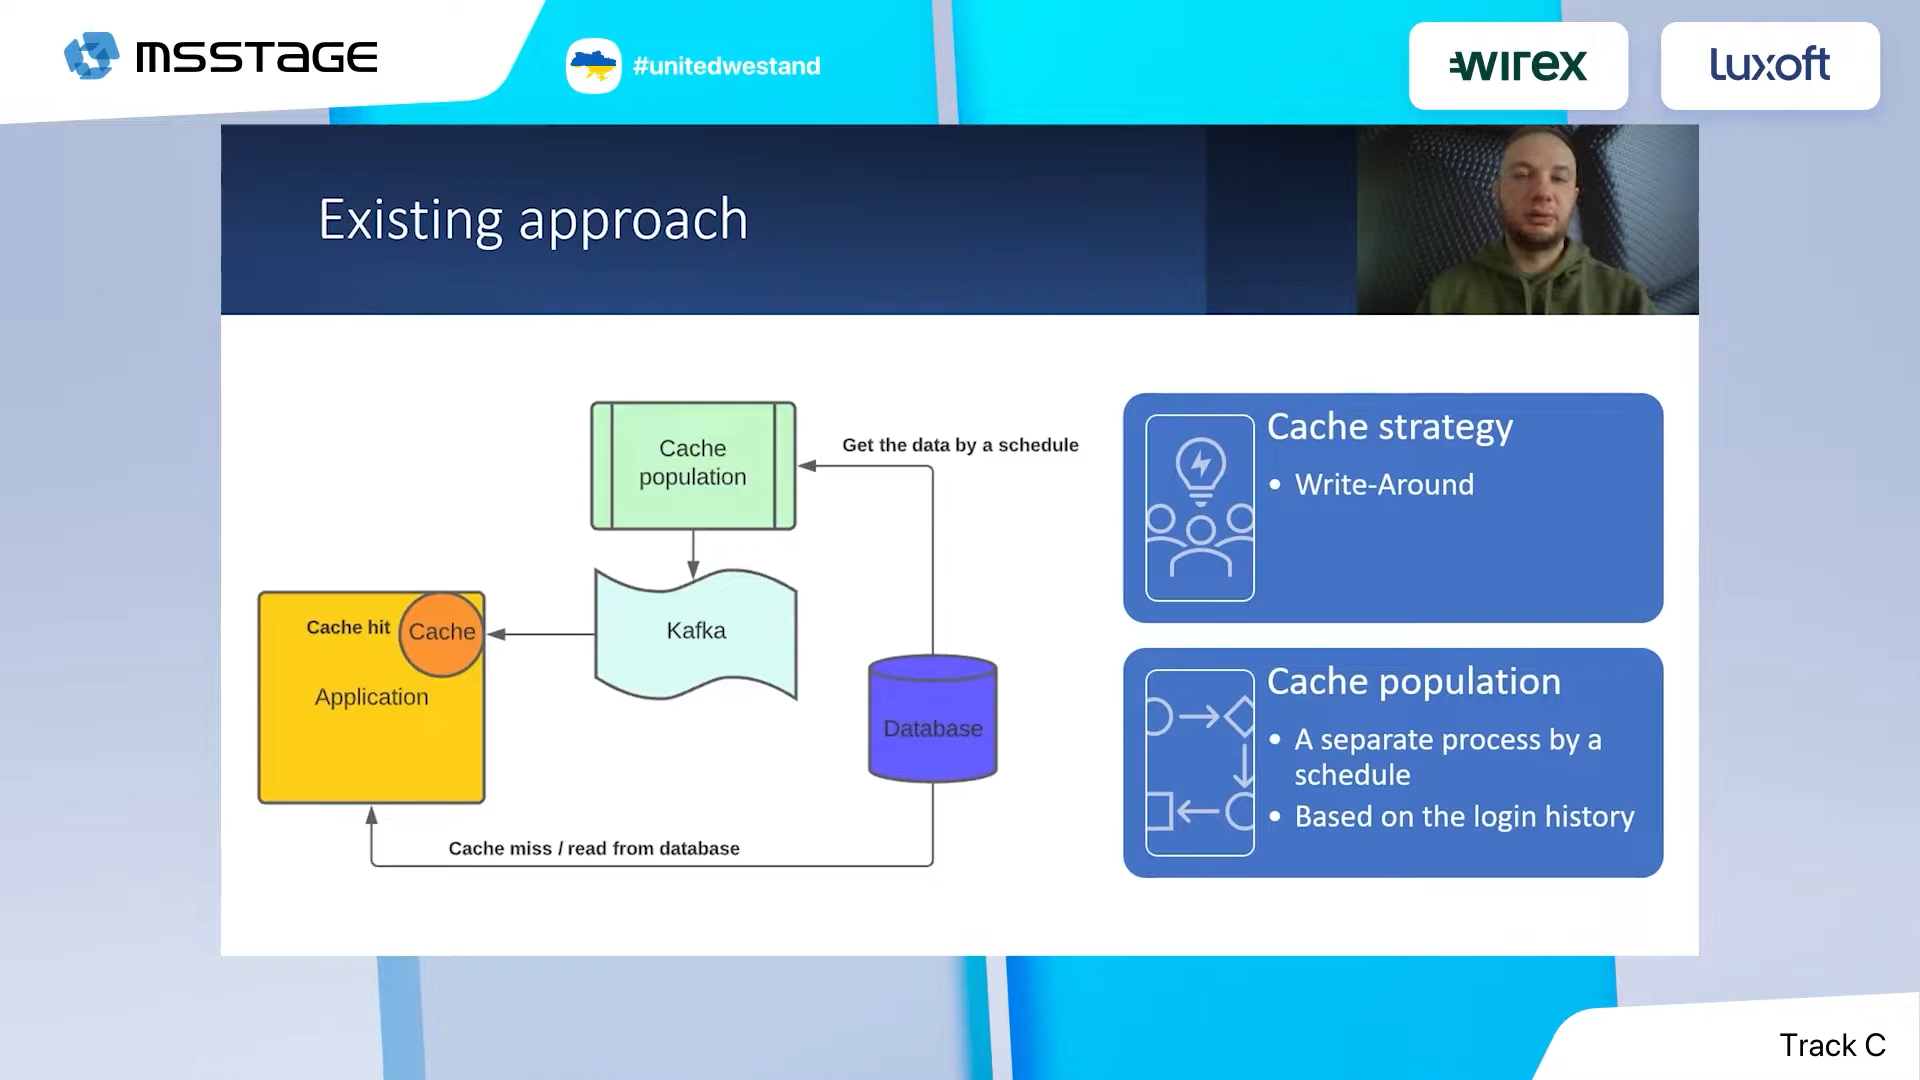 MSSTAGE
#unitedwestand
WIREX
luxoft
Existing approach
Cache
population
Get the data by a schedule
Cache hit
Cache
Application
Kafka
Database
Cache miss / read from database
Cache strategy
• Write-Around
Cache population
• A separate process by a
schedule
• Based on the login history
Track C